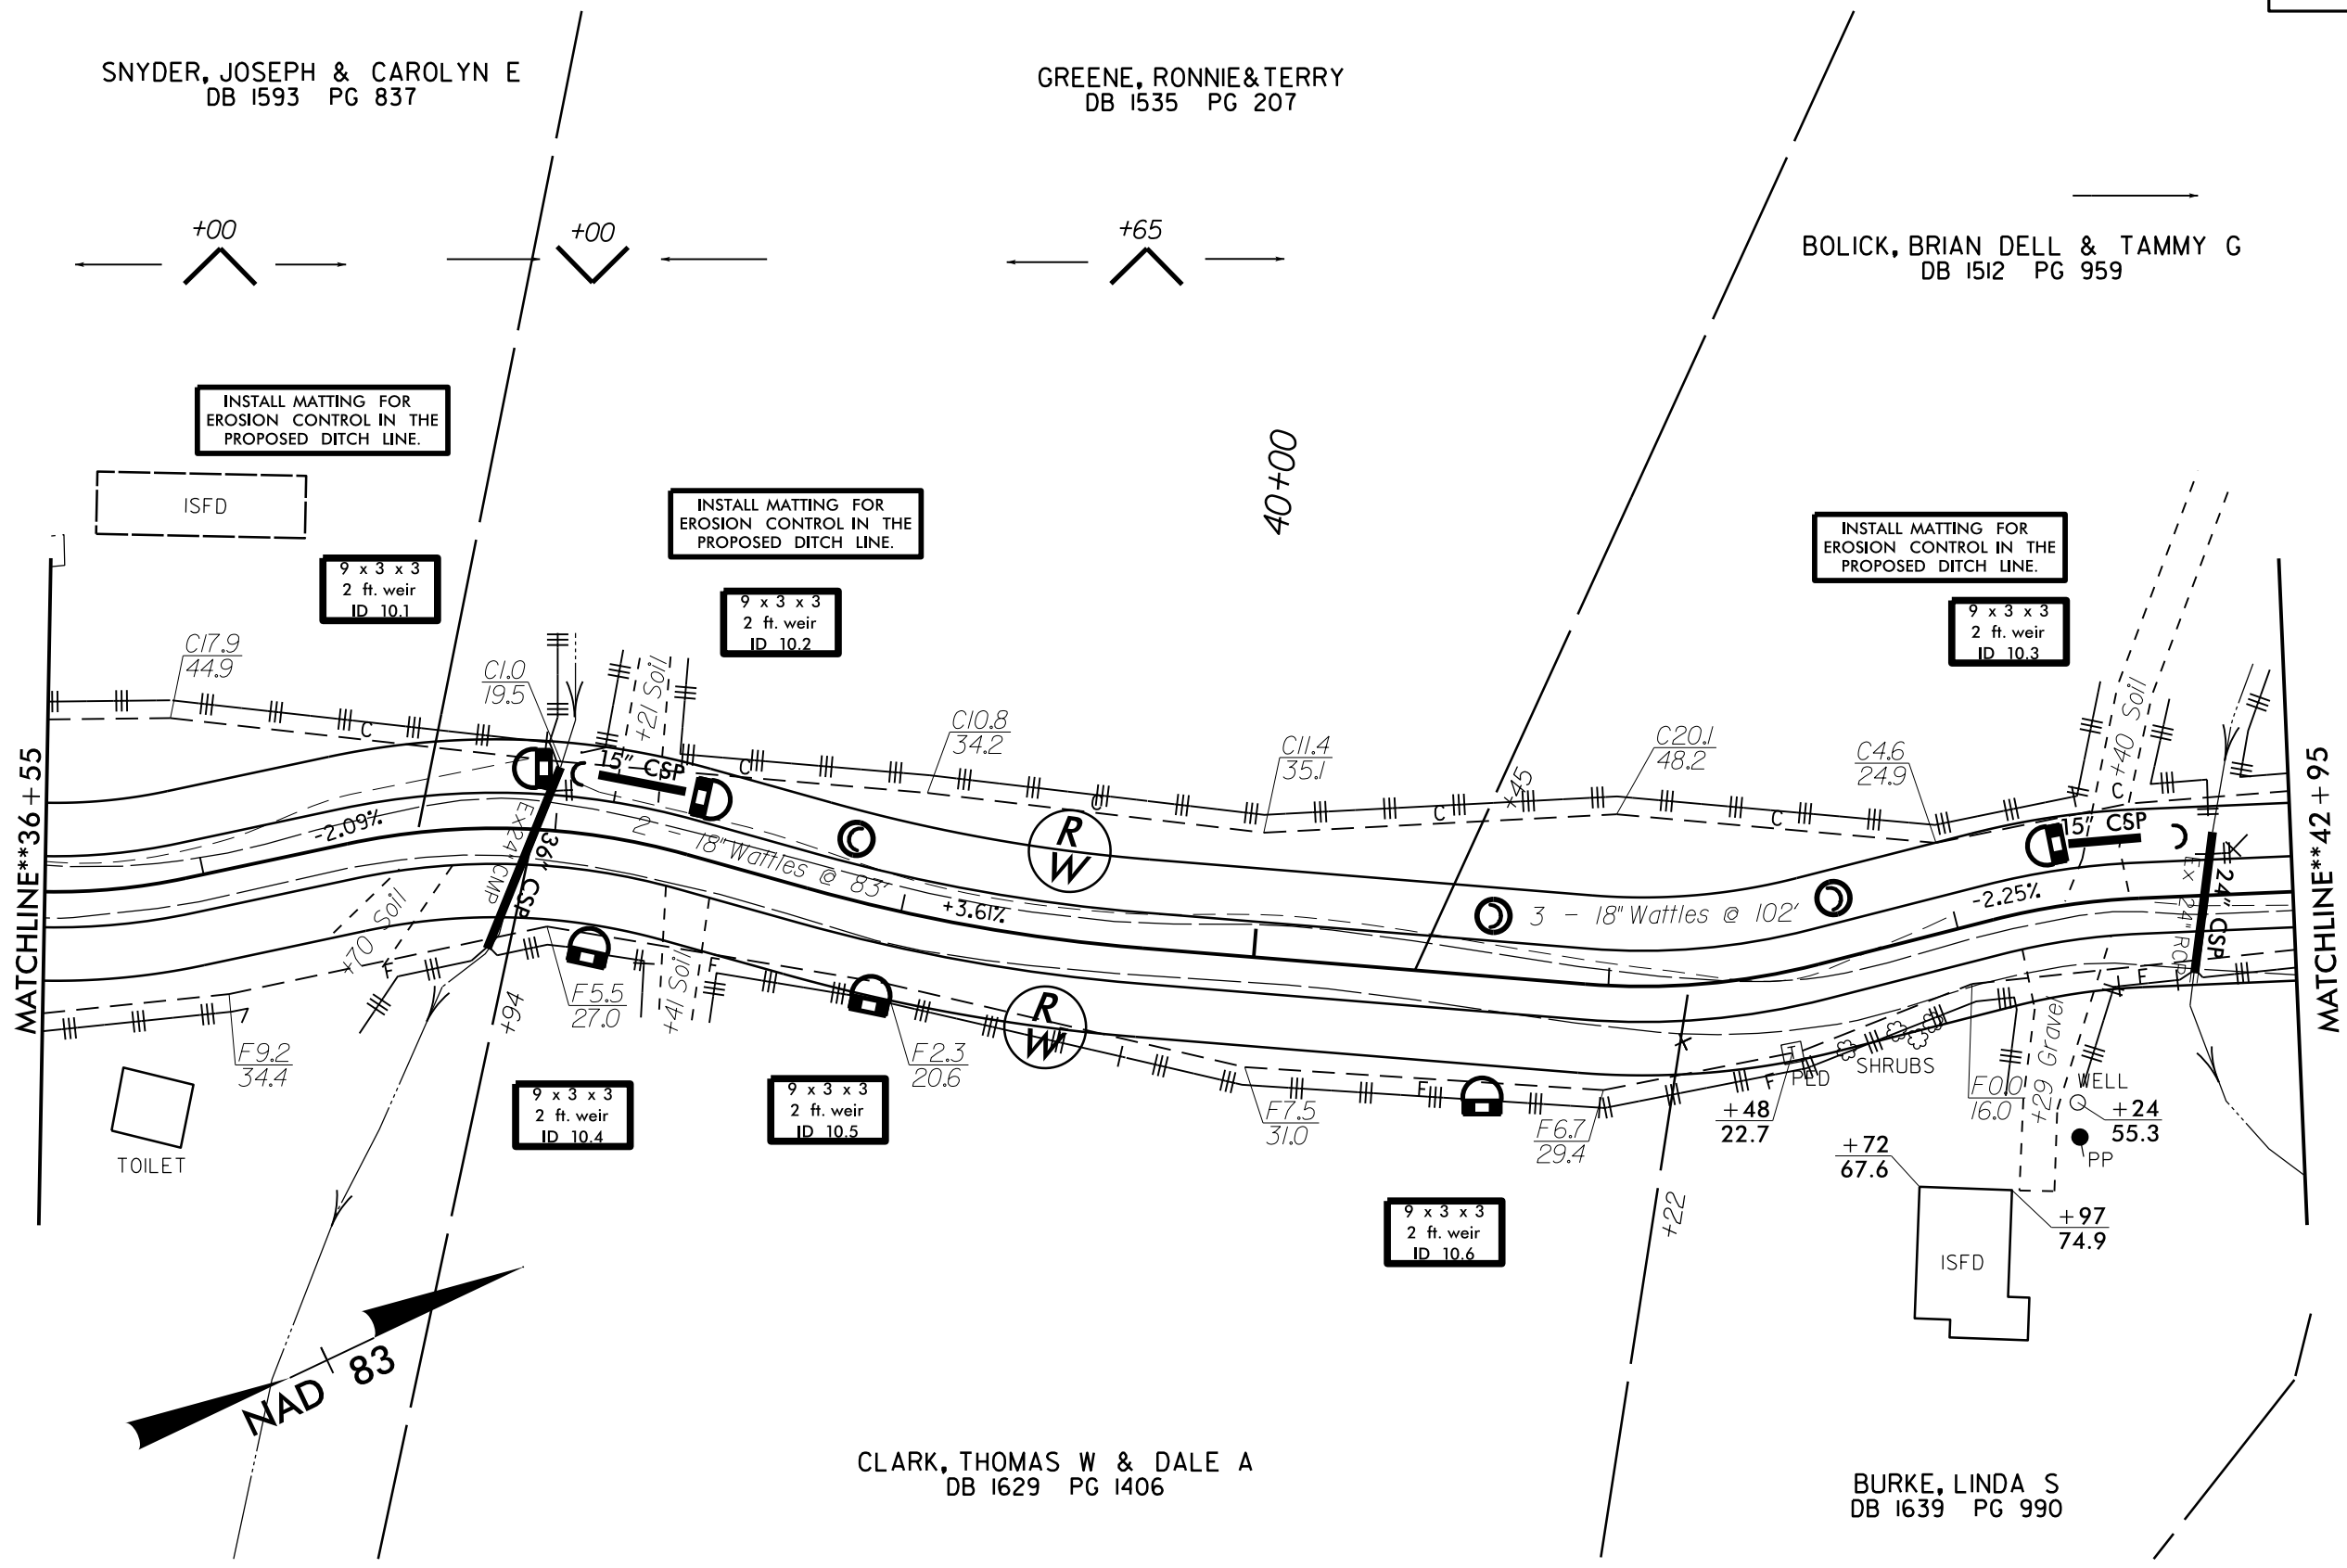 SNYDER, JOSEPH & CAROLYN E
DB 1593 PG 837
GREENE, RONNIE&TERRY
DB 1535 PG 207
+00
+00
+65
BOLICK, BRIAN DELL & TAMMY G
DB 1512 PG 959
INSTALL MATTING FOR
EROSION CONTROL IN THE
PROPOSED DITCH LINE.
ISFD
INSTALL MATTING FOR
EROSION CONTROL IN THE
PROPOSED DITCH LINE.
40+00
INSTALL MATTING FOR
EROSION CONTROL IN THE
PROPOSED DITCH LINE.
9 x 3 x 3
2 ft. weir
ID 10.1
9 x 3 x 3
2 ft. weir
ID 10.2
9 x 3 x 3
2 ft. weir
ID 10.3
C17.9
44.9
C1.0
19.5
+21 Soil
C10.8
34.2
C11.4
35.1
C20.1
48.2
C4.6
24.9
+40 Soil
C
C
C
C
C
C
+45
MATCHLINE**36+55
-2.09%
15" CSP
Ex24"CMP
36" CSP
2 - 18"Wattles @ 83'
+3.61%
R
W
3 - 18"Wattles @ 102'
15" CSP
-2.25%
Ex 24"RCP
24" CSP
MATCHLINE**42+95
+70 Soil
F
+94
F5.5
27.0
+41 Soil
F
F2.3
20.6
R
W
F9.2
34.4
TOILET
9 x 3 x 3
2 ft. weir
ID 10.4
9 x 3 x 3
2 ft. weir
ID 10.5
F7.5
31.0
F
F6.7
29.4
T
PED
F
SHRUBS
F
+48
22.7
F0.0
16.0
+29 Gravel
WELL
+24
55.3
PP
+72
67.6
+97
74.9
ISFD
9 x 3 x 3
2 ft. weir
ID 10.6
+22
NAD 83
CLARK, THOMAS W & DALE A
DB 1629 PG 1406
BURKE, LINDA S
DB 1639 PG 990